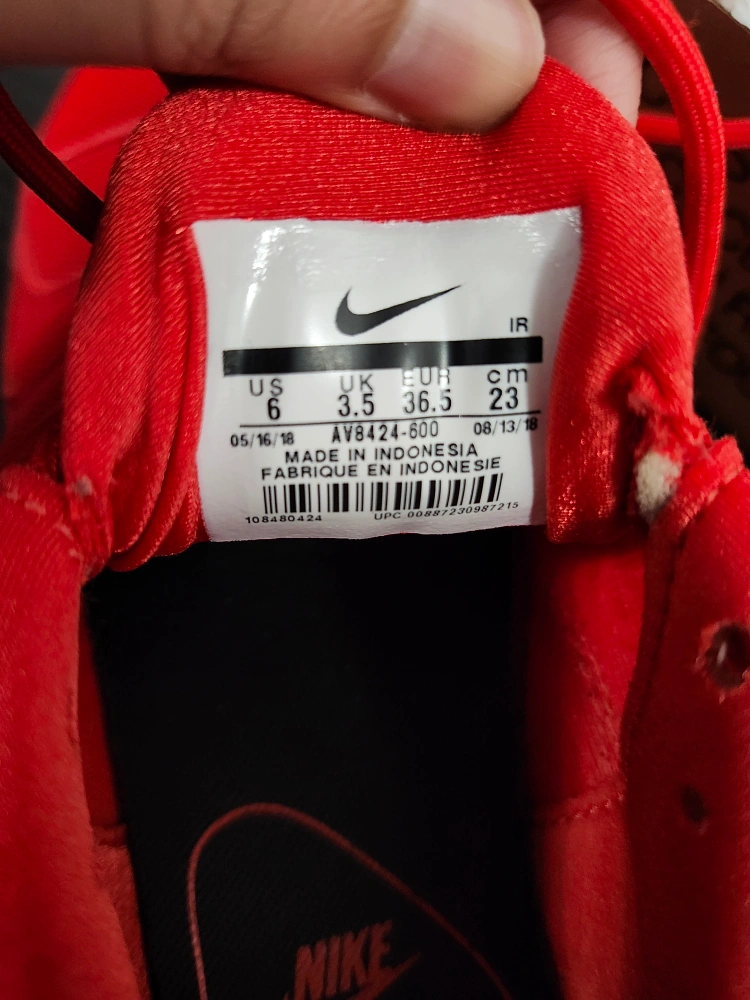 IR
US UK EUR cm
6 3.5 36.5 23
05/16/18 AV8424-600 08/13/18
MADE IN INDONESIA
FABRIQUE EN INDONESIE
108480424 UPC 00887230987215
NIKE